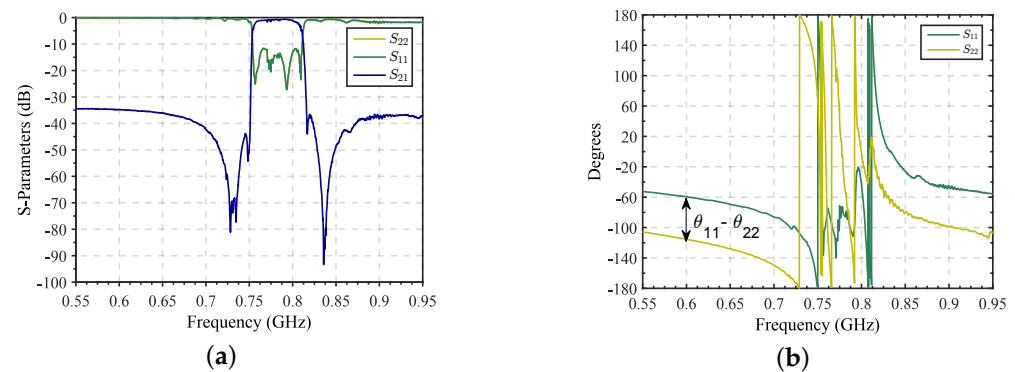 0
-10
-20
-30
-40
-50
-60
-70
-80
-90
-100
S-Parameters (dB)
S22
S11
S21
0.55 0.6 0.65 0.7 0.75 0.8 0.85 0.9 0.95
Frequency (GHz)
(a)
180
140
100
60
20
-20
-60
-100
-140
-180
Degrees
S11
S22
θ11- θ22
0.55 0.6 0.65 0.7 0.75 0.8 0.85 0.9 0.95
Frequency (GHz)
(b)